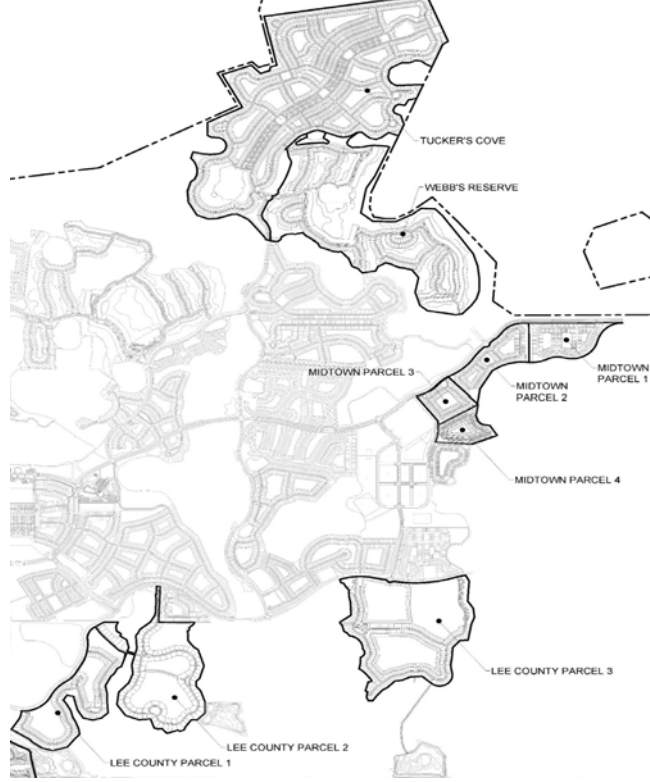 TUCKER'S COVE
WEBB'S RESERVE
MIDTOWN PARCEL 3
MIDTOWN
PARCEL 1
MIDTOWN
PARCEL 2
MIDTOWN PARCEL 4
LEE COUNTY PARCEL 3
LEE COUNTY PARCEL 2
LEE COUNTY PARCEL 1